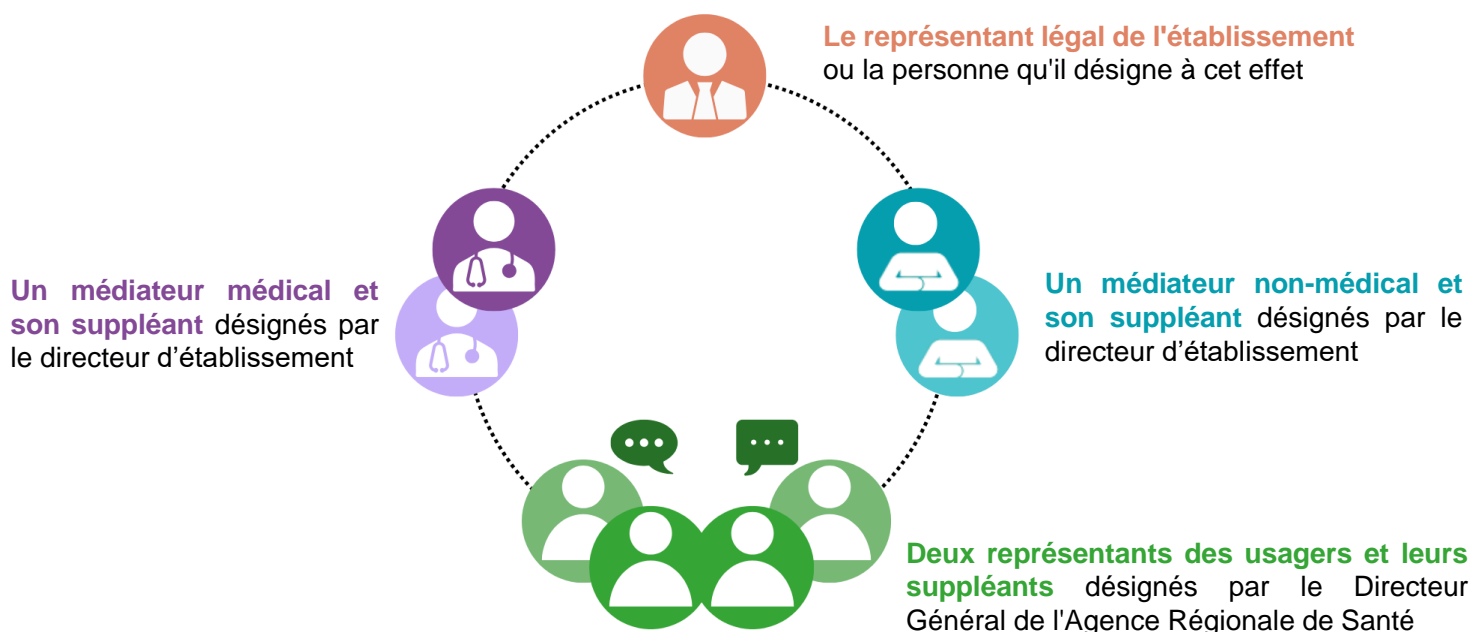 Le représentant légal de l'établissement
ou la personne qu'il désigne à cet effet
Un médiateur médical et
son suppléant désignés par
le directeur d’établissement
Un médiateur non-médical et
son suppléant désignés par le
directeur d’établissement
Deux représentants des usagers et leurs
suppléants désignés par le Directeur
Général de l'Agence Régionale de Santé